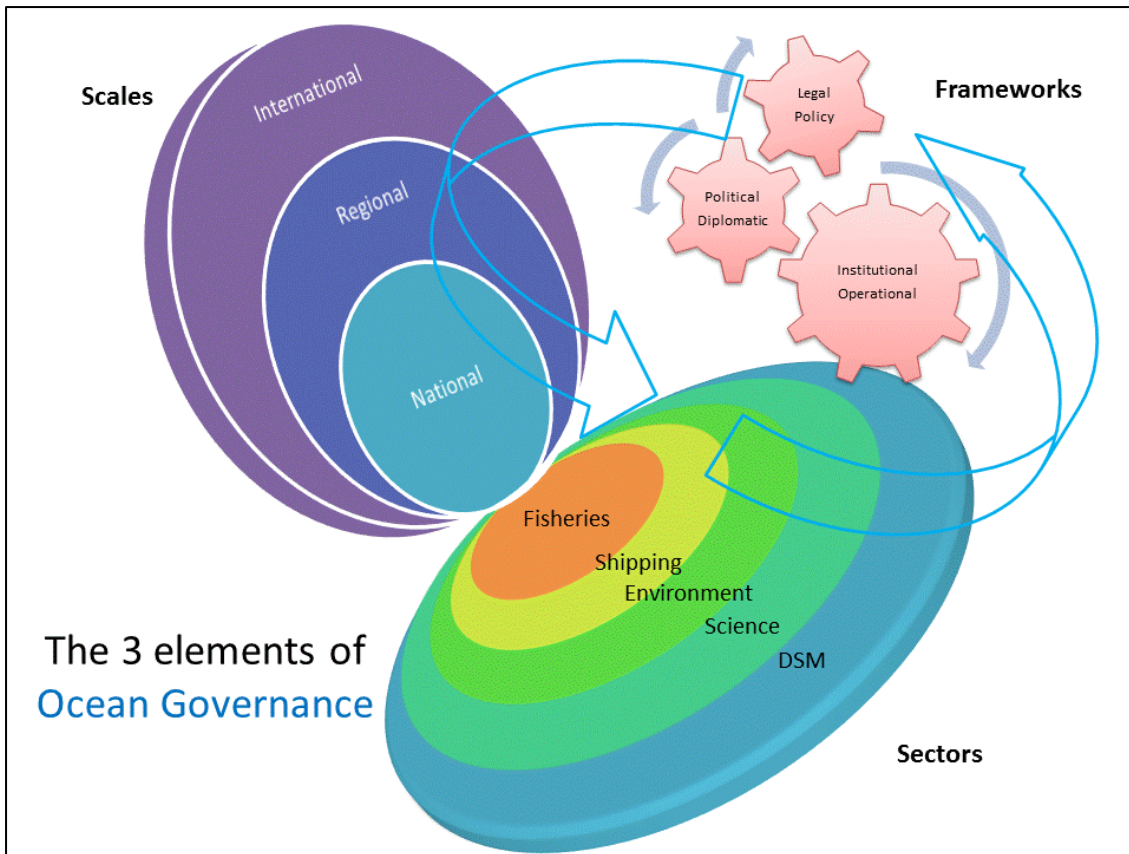 Scales
International
Regional
National
Frameworks
Legal
Policy
Political
Diplomatic
Institutional
Operational
Fisheries
Shipping
Environment
Science
DSM
Sectors
The 3 elements of
Ocean Governance